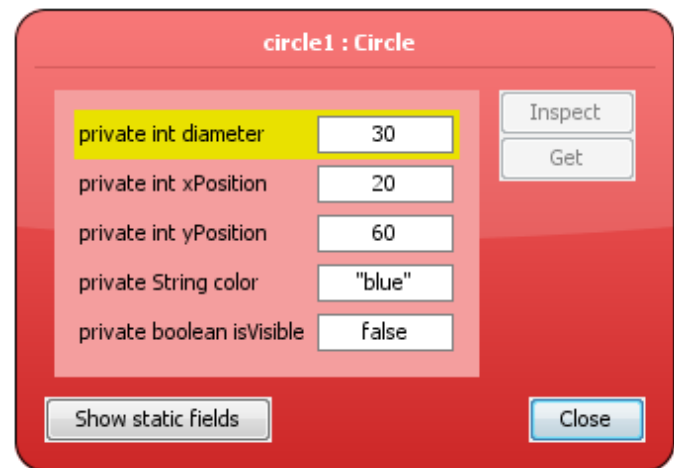 circle1 : Circle
private int diameter 30
private int xPosition 20
private int yPosition 60
private String color "blue"
private boolean isVisible false
Inspect
Get
Show static fields
Close